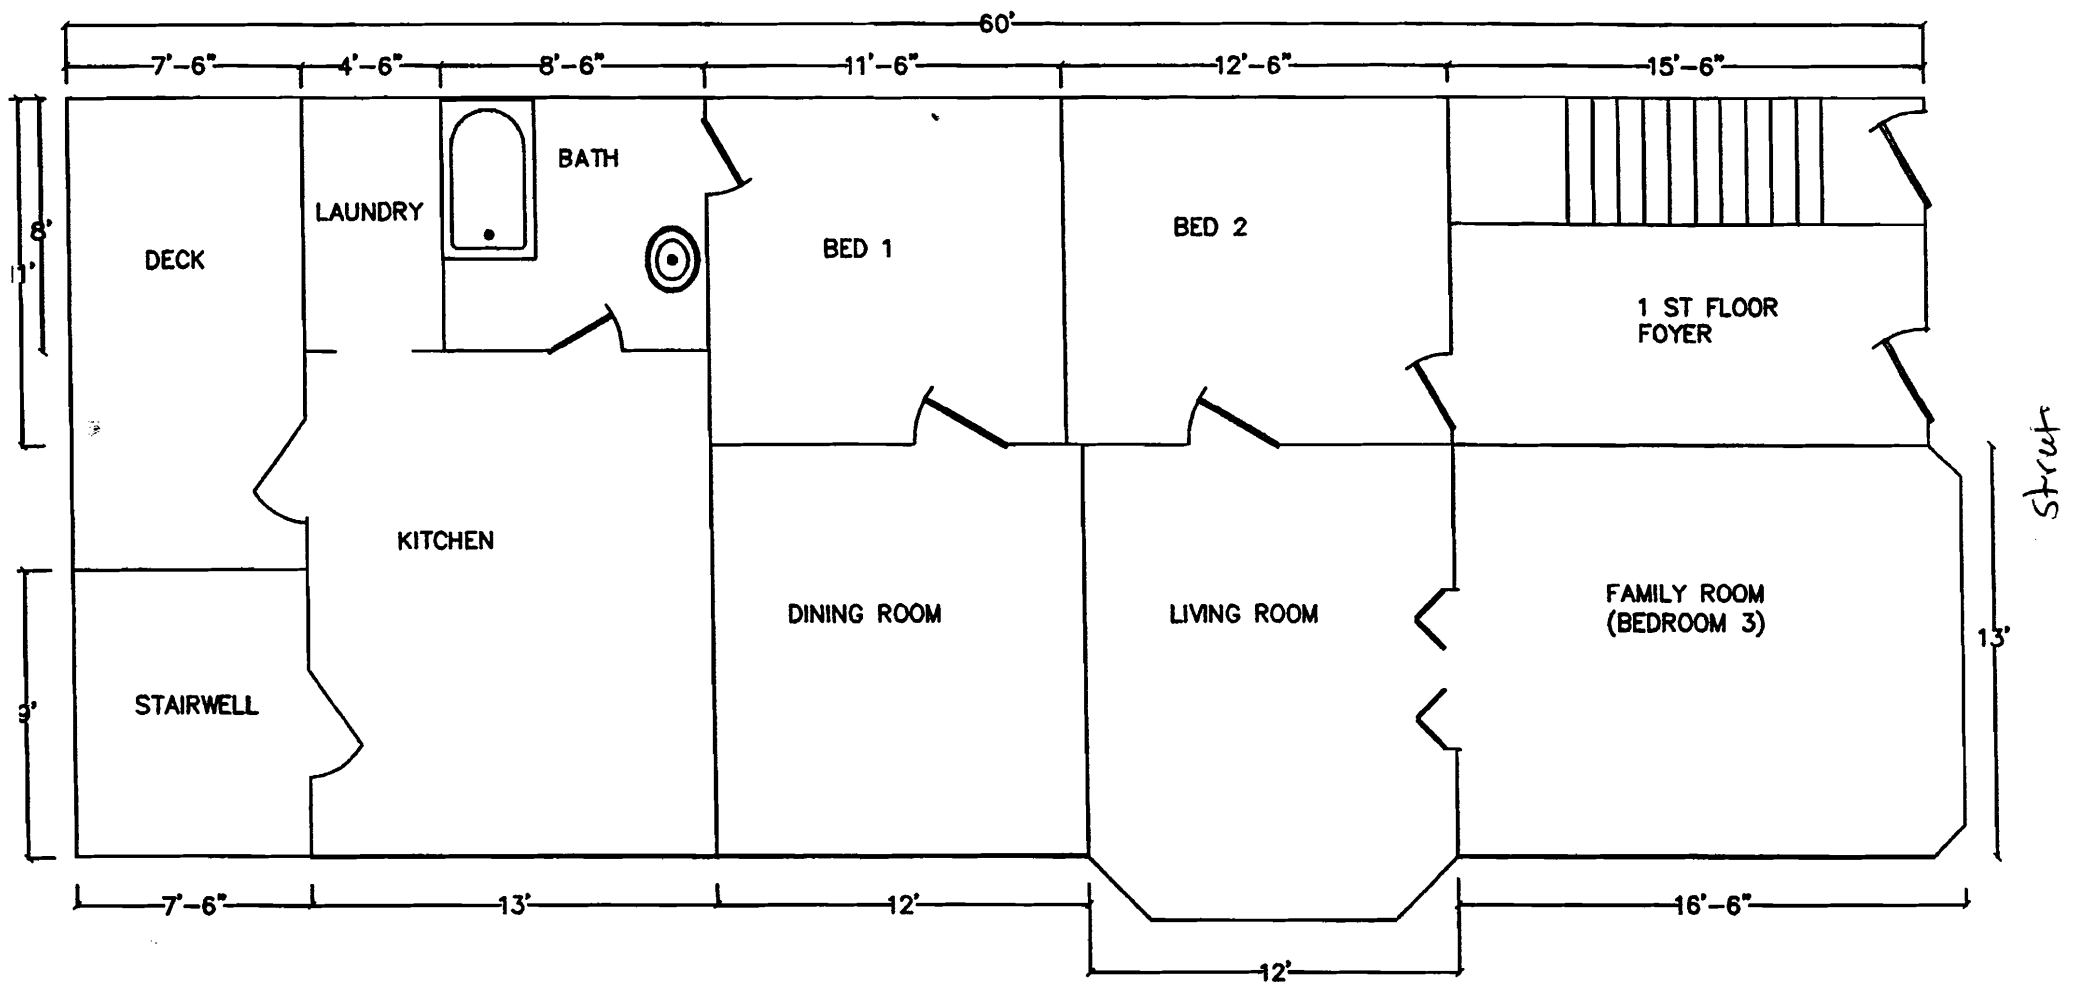 60'
7'-6"
4'-6"
8'-6"
11'-6"
12'-6"
15'-6"
BATH
LAUNDRY
8'
BED 2
DECK
BED 1
11'
1 ST FLOOR
FOYER
Street
KITCHEN
FAMILY ROOM
(BEDROOM 3)
DINING ROOM
LIVING ROOM
13'
STAIRWELL
9'
7'-6"
13'
12'
16'-6"
12'